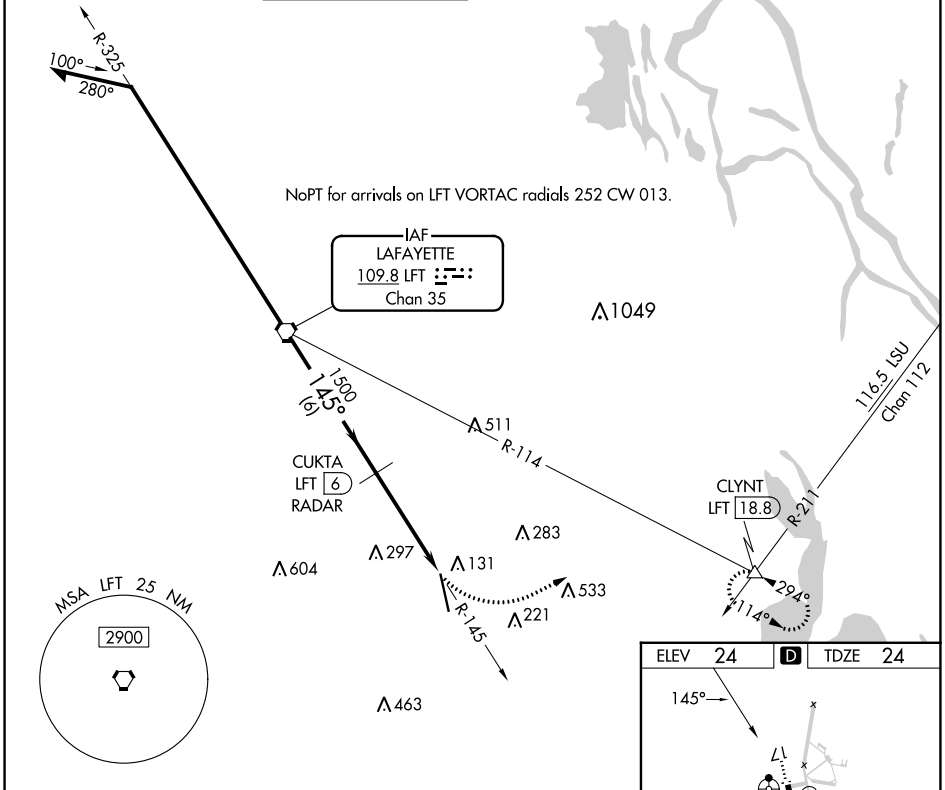 R-325
100°
280°
NoPT for arrivals on LFT VORTAC radials 252 CW 013.
IAF
LAFAYETTE
109.8 LFT
Chan 35
1049
116.5 LSU
Chan 112
1500
145°
(6)
511
R-114
CUKTA
LFT 6
RADAR
CLYNT
LFT 18.8
R-211
283
297
131
604
533
294°
114°
221
R-145
MSA LFT 25 NM
2900
463
ELEV 24 D TDZE 24
145°
17